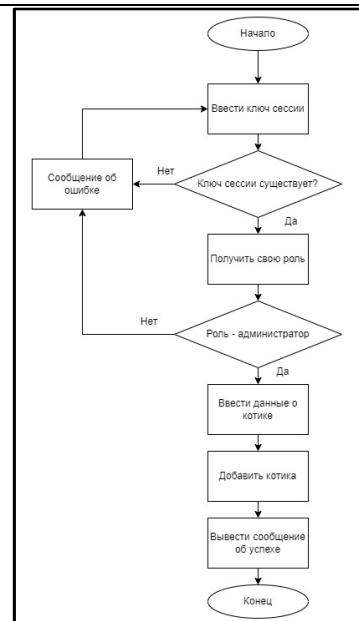 Начало
Ввести ключ сессии
Сообщение об
ошибке
Нет
Ключ сессии существует?
Да
Получить свою роль
Нет
Роль - администратор
Да
Ввести данные о
котике
Добавить котика
Вывести сообщение
об успехе
Конец